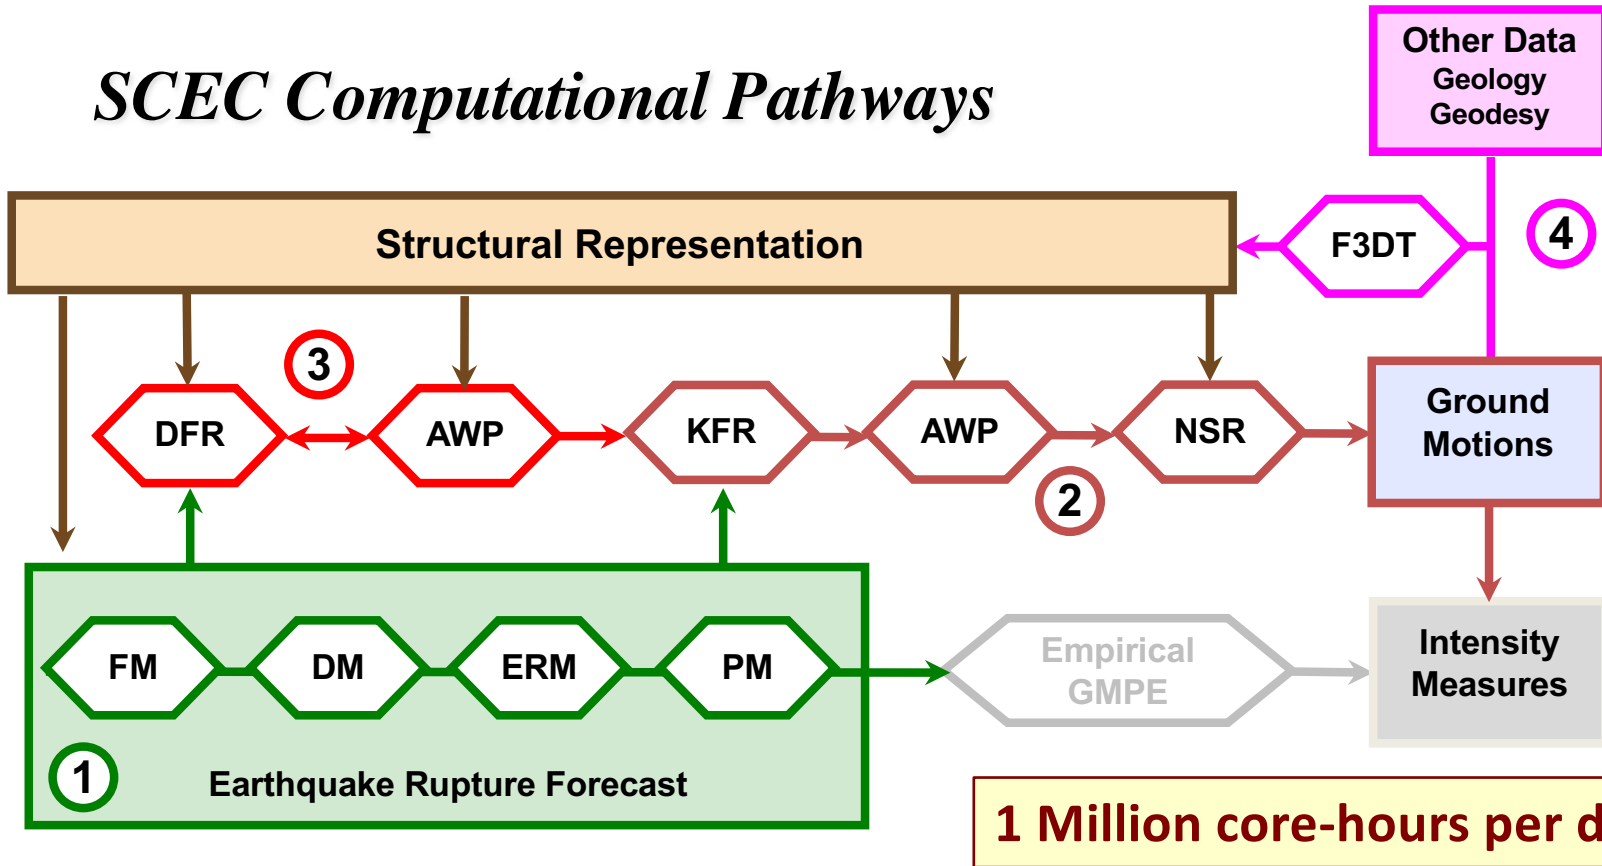 SCEC Computational Pathways
Other Data
Geology
Geodesy
Structural Representation
F3DT
4
3
DFR
AWP
KFR
AWP
NSR
Ground
Motions
2
FM
DM
ERM
PM
Empirical
GMPE
Intensity
Measures
1
Earthquake Rupture Forecast
1 Million core-hours per